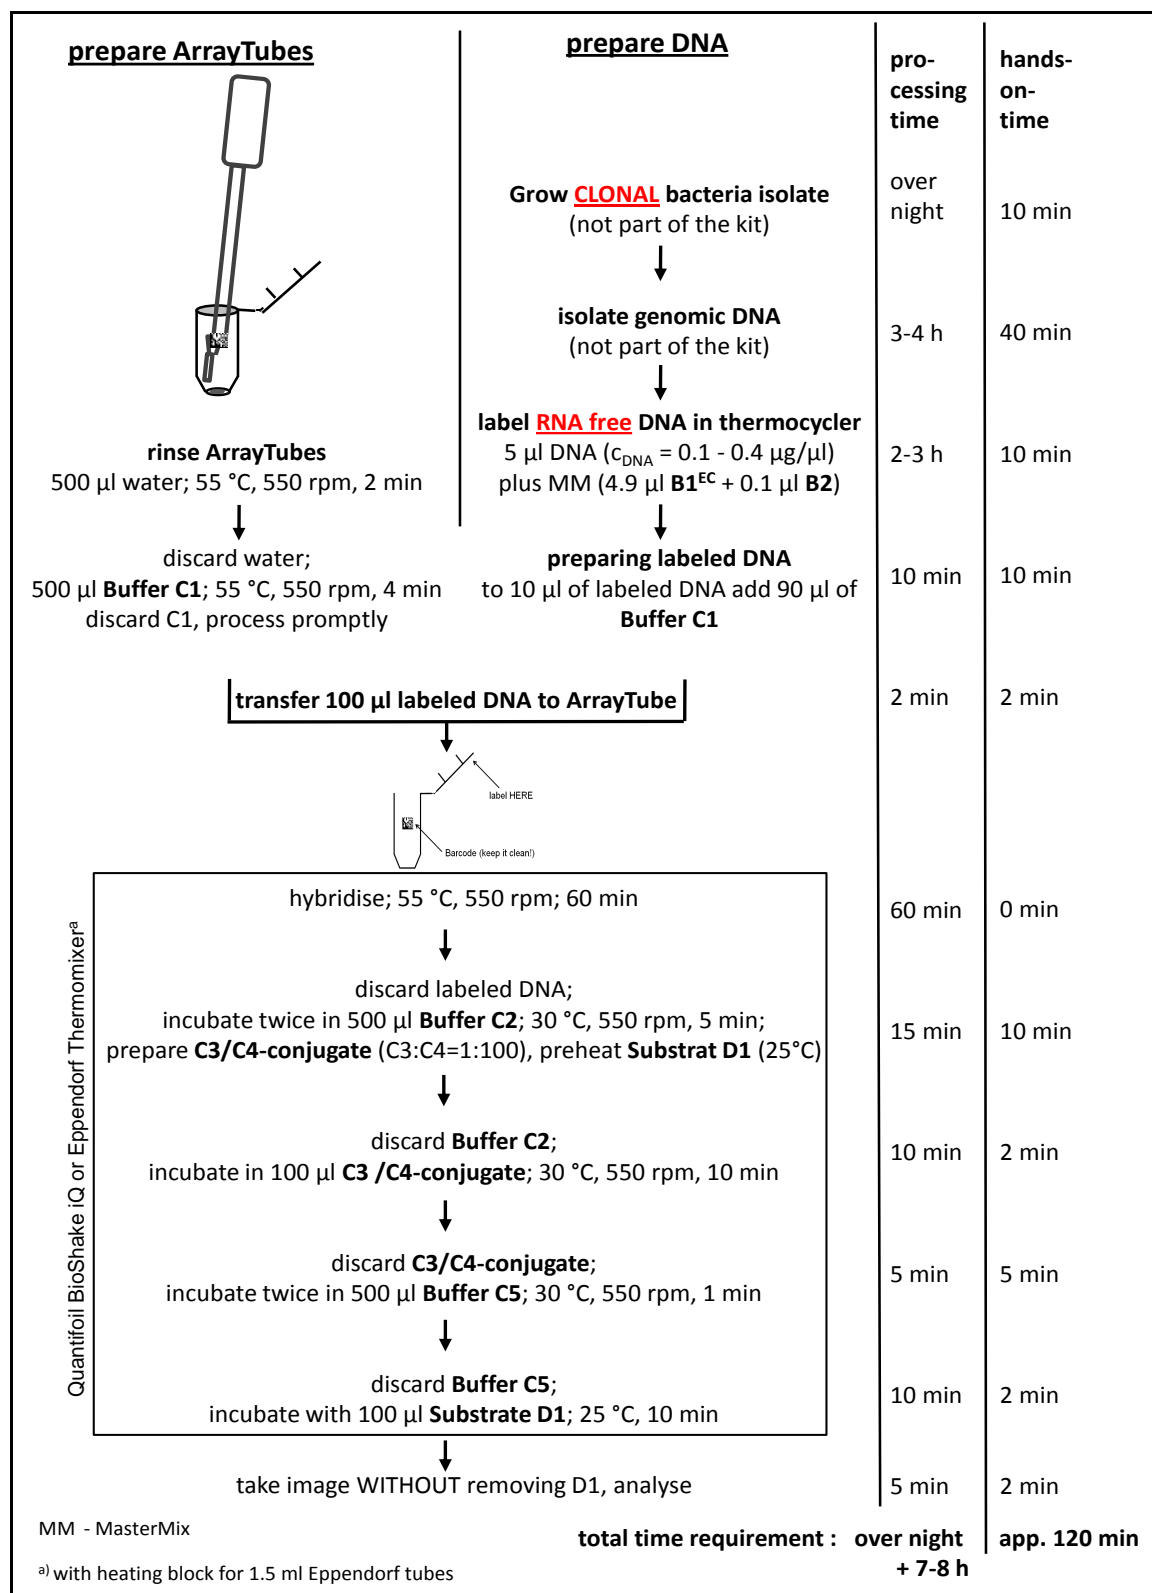 prepare ArrayTubes
prepare DNA
pro-
cessing
time
hands-
on-
time
Grow CLONAL bacteria isolate
(not part of the kit)
over
night
10 min
isolate genomic DNA
(not part of the kit)
3-4 h
40 min
rinse ArrayTubes
500 µl water; 55 °C, 550 rpm, 2 min
label RNA free DNA in thermocycler
5 µl DNA (cDNA = 0.1 - 0.4 µg/µl)
plus MM (4.9 µl B1EC + 0.1 µl B2)
2-3 h
10 min
discard water;
500 µl Buffer C1; 55 °C, 550 rpm, 4 min
discard C1, process promptly
preparing labeled DNA
to 10 µl of labeled DNA add 90 µl of
Buffer C1
10 min
10 min
transfer 100 µl labeled DNA to ArrayTube
2 min
2 min
label HERE
Barcode (keep it clean!)
Quantifoil BioShake iQ or Eppendorf Thermomixerᵃ
hybridise; 55 °C, 550 rpm; 60 min
60 min
0 min
discard labeled DNA;
incubate twice in 500 µl Buffer C2; 30 °C, 550 rpm, 5 min;
prepare C3/C4-conjugate (C3:C4=1:100), preheat Substrat D1 (25°C)
15 min
10 min
discard Buffer C2;
incubate in 100 µl C3 /C4-conjugate; 30 °C, 550 rpm, 10 min
10 min
2 min
discard C3/C4-conjugate;
incubate twice in 500 µl Buffer C5; 30 °C, 550 rpm, 1 min
5 min
5 min
discard Buffer C5;
incubate with 100 µl Substrate D1; 25 °C, 10 min
10 min
2 min
take image WITHOUT removing D1, analyse
5 min
2 min
MM - MasterMix
total time requirement : over night
+ 7-8 h
app. 120 min
a) with heating block for 1.5 ml Eppendorf tubes